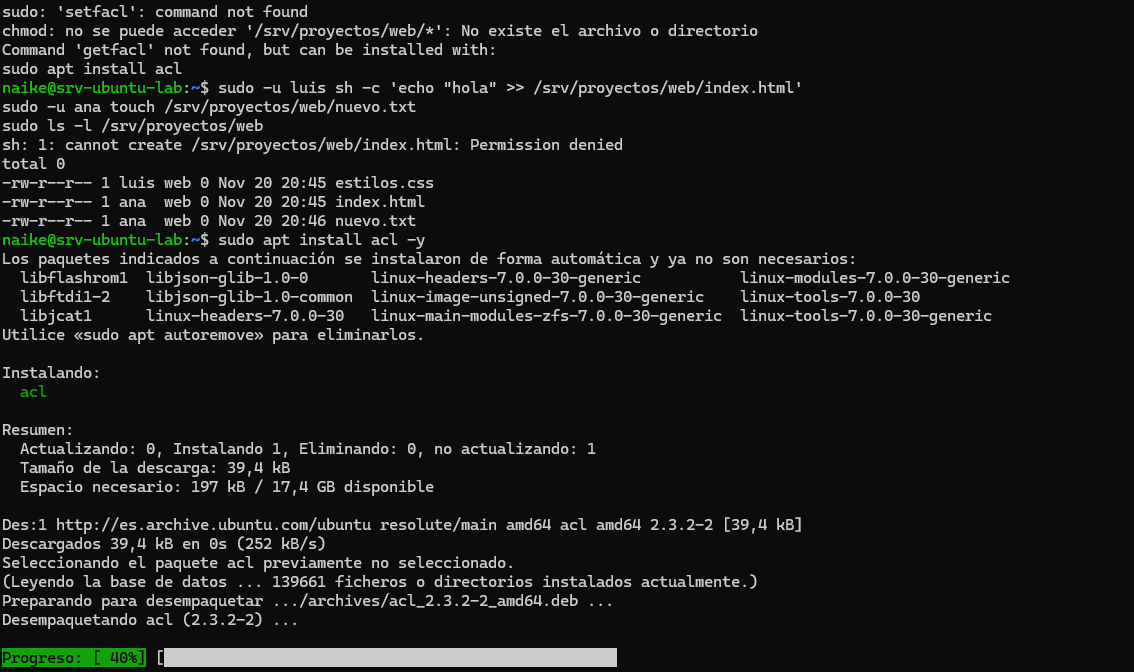 sudo: 'setfacl': command not found
chmod: no se puede acceder '/srv/proyectos/web/*': No existe el archivo o directorio
Command 'getfacl' not found, but can be installed with:
sudo apt install acl
naike@srv-ubuntu-lab:~$ sudo -u luis sh -c 'echo "hola" >> /srv/proyectos/web/index.html'
sudo -u ana touch /srv/proyectos/web/nuevo.txt
sudo ls -l /srv/proyectos/web
sh: 1: cannot create /srv/proyectos/web/index.html: Permission denied
total 0
-rw-r--r-- 1 luis web 0 Nov 20 20:45 estilos.css
-rw-r--r-- 1 ana  web 0 Nov 20 20:45 index.html
-rw-r--r-- 1 ana  web 0 Nov 20 20:46 nuevo.txt
naike@srv-ubuntu-lab:~$ sudo apt install acl -y
Los paquetes indicados a continuación se instalaron de forma automática y ya no son necesarios:
  libflashrom1  libjson-glib-1.0-0       linux-headers-7.0.0-30-generic           linux-modules-7.0.0-30-generic
  libftdi1-2    libjson-glib-1.0-common  linux-image-unsigned-7.0.0-30-generic    linux-tools-7.0.0-30
  libjcat1      linux-headers-7.0.0-30   linux-main-modules-zfs-7.0.0-30-generic  linux-tools-7.0.0-30-generic
Utilice «sudo apt autoremove» para eliminarlos.

Instalando:
  acl

Resumen:
  Actualizando: 0, Instalando 1, Eliminando: 0, no actualizando: 1
  Tamaño de la descarga: 39,4 kB
  Espacio necesario: 197 kB / 17,4 GB disponible

Des:1 http://es.archive.ubuntu.com/ubuntu resolute/main amd64 acl amd64 2.3.2-2 [39,4 kB]
Descargados 39,4 kB en 0s (252 kB/s)
Seleccionando el paquete acl previamente no seleccionado.
(Leyendo la base de datos ... 139661 ficheros o directorios instalados actualmente.)
Preparando para desempaquetar .../archives/acl_2.3.2-2_amd64.deb ...
Desempaquetando acl (2.3.2-2) ...

Progreso: [ 40%] [